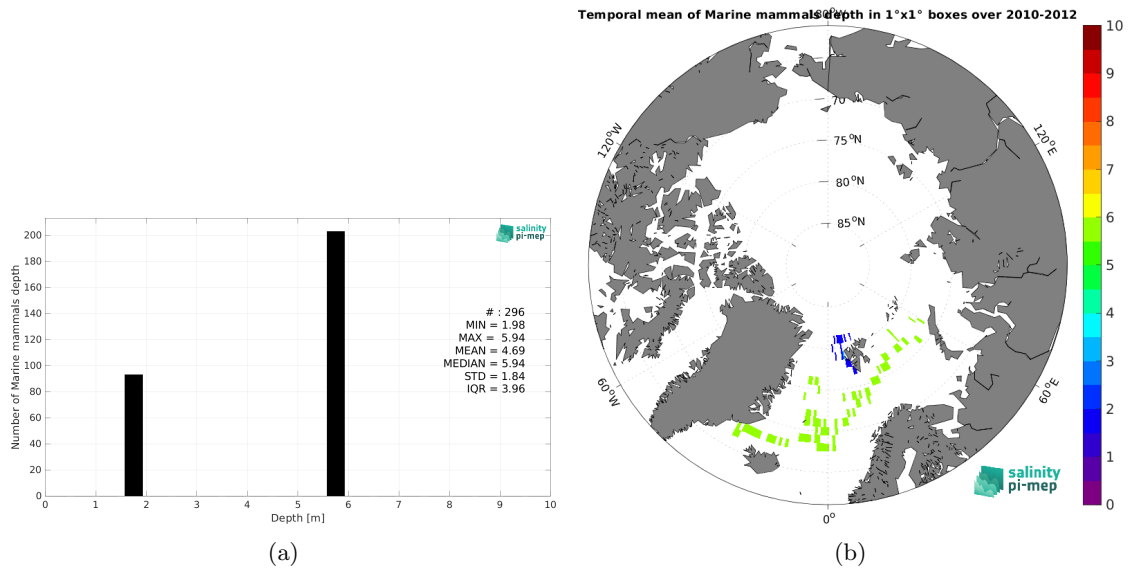 200
180
160
140
120
100
80
60
40
20
0
Number of Marine mammals depth
salinity
pi-mep
# : 296
MIN = 1.98
MAX = 5.94
MEAN = 4.69
MEDIAN = 5.94
STD = 1.84
IQR = 3.96
0 1 2 3 4 5 6 7 8 9 10
Depth [m]
(a)
Temporal mean of Marine mammals depth in 1°x1° boxes over 2010-2012
180°W
120°W
120°E
70
75°N
80°N
85°N
60°W
60°E
0°
salinity
pi-mep
10
9
8
7
6
5
4
3
2
1
0
(b)